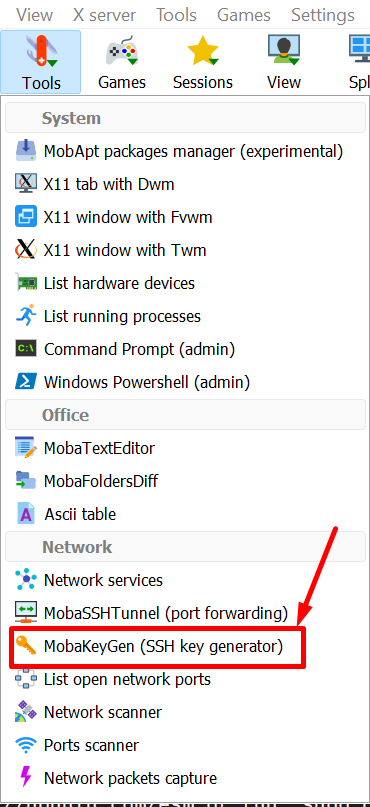 View X server Tools Games Settings
Tools Games Sessions View Spl
System
MobApt packages manager (experimental)
X11 tab with Dwm
X11 window with Fvwm
X11 window with Twm
List hardware devices
List running processes
C:\
Command Prompt (admin)
Windows Powershell (admin)
Office
MobaTextEditor
MobaFoldersDiff
A
Ascii table
Network
Network services
MobaSSHTunnel (port forwarding)
MobaKeyGen (SSH key generator)
List open network ports
Network scanner
Ports scanner
Network packets capture